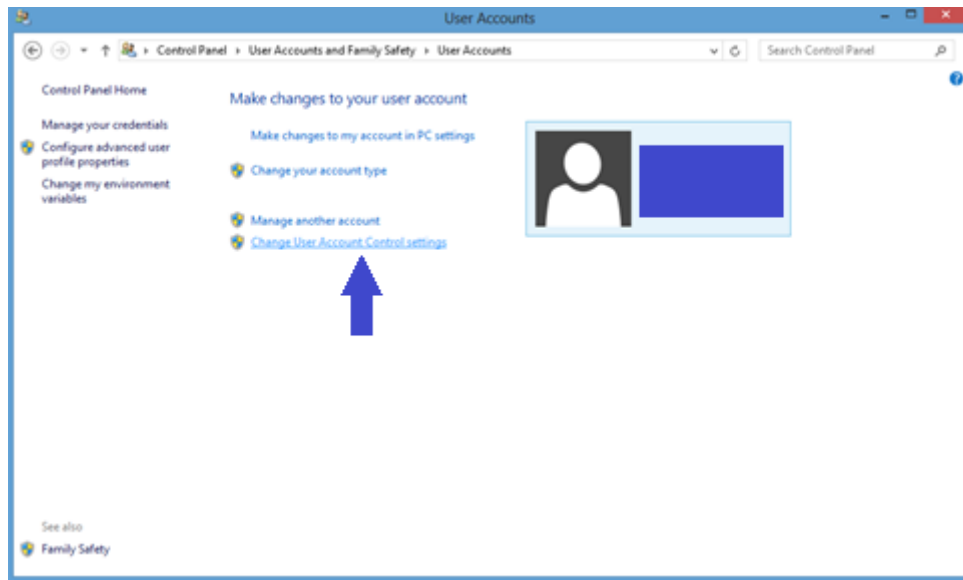 User Accounts
Control Panel User Accounts and Family Safety User Accounts
Search Control Panel
Control Panel Home
Manage your credentials
Configure advanced user
profile properties
Change my environment
variables
Make changes to your user account
Make changes to my account in PC settings
Change your account type
Manage another account
Change User Account Control settings
See also
Family Safety